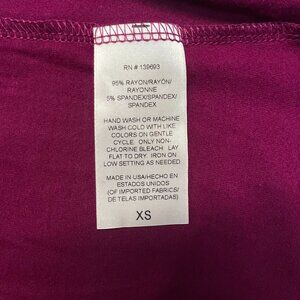 RN # 139693
95% RAYON/RAYÓN/
RAYONNE
5% SPANDEX/SPANDEX/
SPANDEX
HAND WASH OR MACHINE
WASH COLD WITH LIKE
COLORS ON GENTLE
CYCLE. ONLY NON-
CHLORINE BLEACH. LAY
FLAT TO DRY. IRON ON
LOW SETTING AS NEEDED
MADE IN USA/HECHO EN
ESTADOS UNIDOS
(OF IMPORTED FABRICS/
DE TELAS IMPORTADAS)
XS